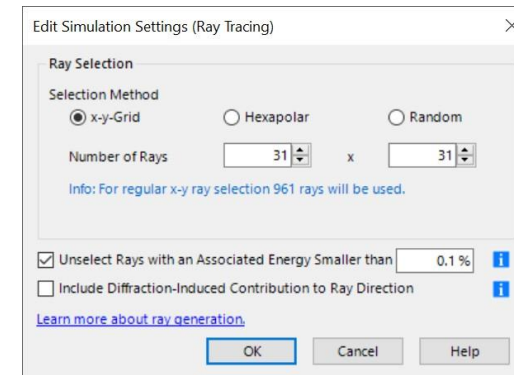 Edit Simulation Settings (Ray Tracing)
Ray Selection
Selection Method
x-y-Grid Hexapolar Random
Number of Rays 31 x 31
Info: For regular x-y ray selection 961 rays will be used.
Unselect Rays with an Associated Energy Smaller than 0.1 %
Include Diffraction-Induced Contribution to Ray Direction
Learn more about ray generation.
OK Cancel Help